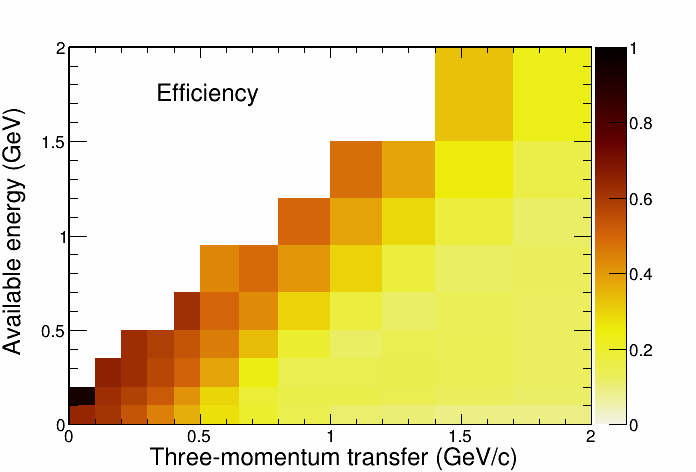 2
1
Efficiency
0.8
1.5
0.6
1
0.4
0.5
0.2
0
0
0 0.5 1 1.5 2
Available energy (GeV)
Three-momentum transfer (GeV/c)